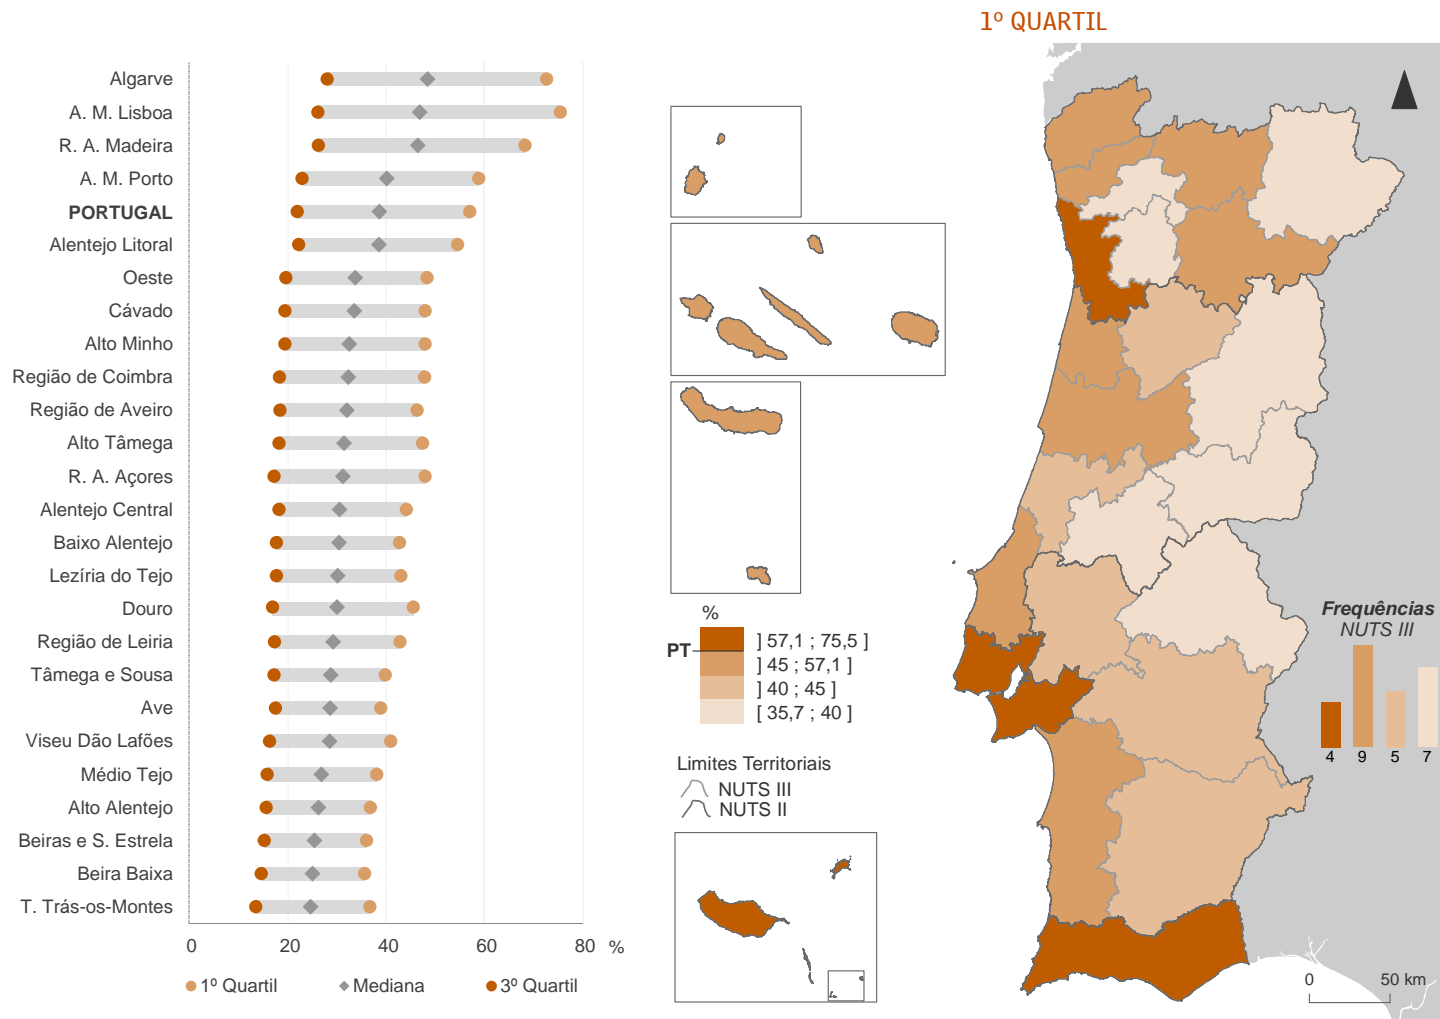 1º QUARTIL
Algarve
A. M. Lisboa
R. A. Madeira
A. M. Porto
PORTUGAL
Alentejo Litoral
Oeste
Cávado
Alto Minho
Região de Coimbra
Região de Aveiro
Alto Tâmega
R. A. Açores
Alentejo Central
Baixo Alentejo
Lezíria do Tejo
Douro
Região de Leiria
Tâmega e Sousa
Ave
Viseu Dão Lafões
Médio Tejo
Alto Alentejo
Beiras e S. Estrela
Beira Baixa
T. Trás-os-Montes
0 20 40 60 80 %
1º Quartil Mediana 3º Quartil
%
PT
] 57,1 ; 75,5 ]
] 45 ; 57,1 ]
] 40 ; 45 ]
[ 35,7 ; 40 ]
Limites Territoriais
NUTS III
NUTS II
Frequências
NUTS III
4 9 5 7
0 50 km